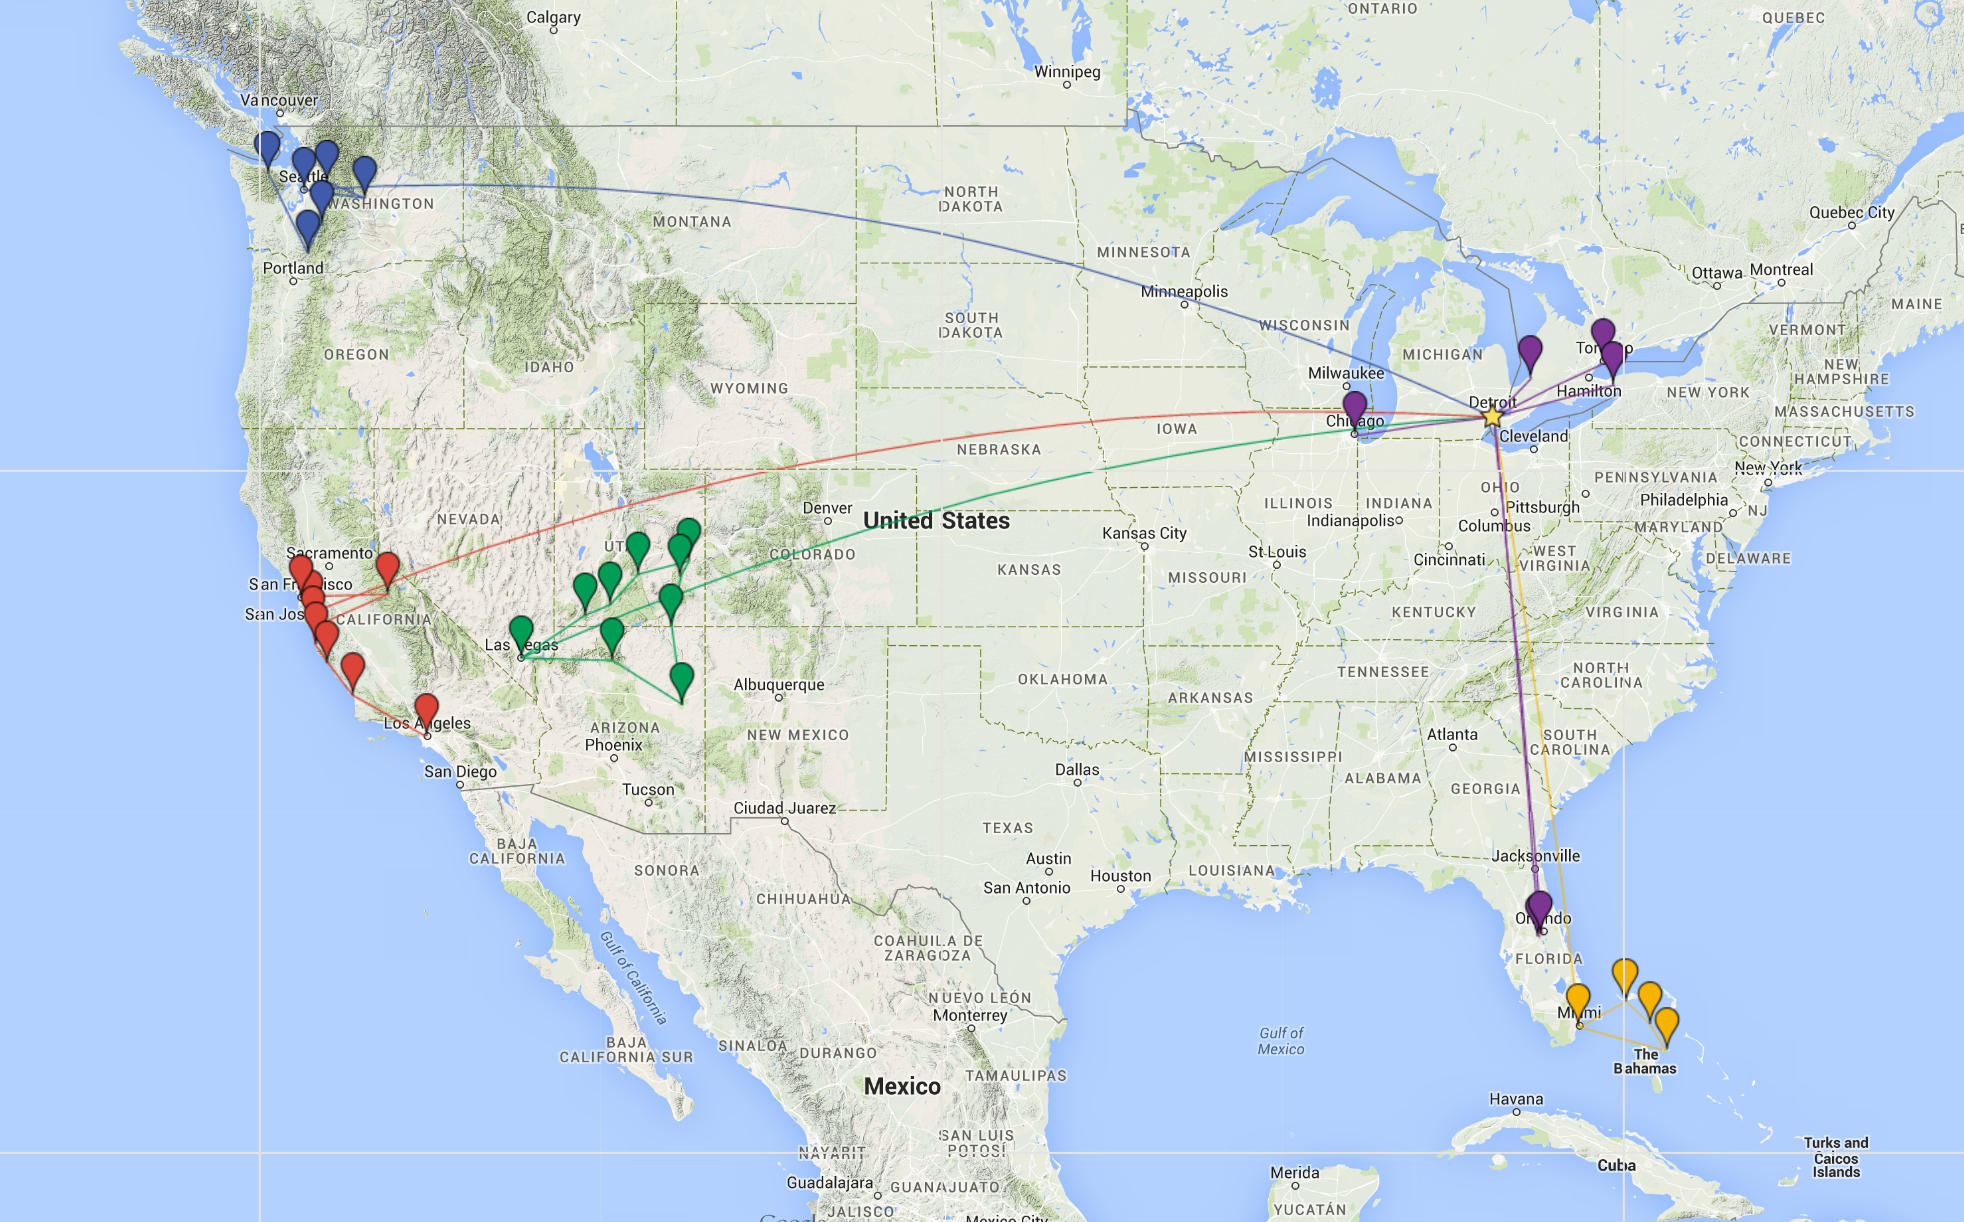 Calgary
ONTARIO
QUEBEC
Winnipeg
Vancouver
Seattle
WASHINGTON
NORTH
DAKOTA
MONTANA
Quebec City
MINNESOTA
Portland
Ottawa
Montreal
Minneapolis
MAINE
SOUTH
DAKOTA
WISCONSIN
VERMONT
OREGON
IDAHO
MICHIGAN
NEW
HAMPSHIRE
Milwaukee
WYOMING
Hamilton
NEW YORK
Detroit
MASSACHUSETTS
Chicago
IOWA
Cleveland
CONNECTICUT
NEBRASKA
New York
PENNSYLVANIA
OHIO
Philadelphia
ILLINOIS
INDIANA
Pittsburgh
NJ
Denver
United States
Indianapolis
Columbus
MARYLAND
NEVADA
Kansas City
St Louis
Cincinnati
WEST
VIRGINIA
DELAWARE
Sacramento
COLORADO
KANSAS
MISSOURI
KENTUCKY
VIRGINIA
CALIFORNIA
Las Vegas
TENNESSEE
NORTH
CAROLINA
OKLAHOMA
Albuquerque
ARKANSAS
Los Angeles
ARIZONA
Phoenix
NEW MEXICO
Atlanta
SOUTH
CAROLINA
MISSISSIPPI
San Diego
Dallas
ALABAMA
GEORGIA
Tucson
Ciudad Juarez
TEXAS
BAJA
CALIFORNIA
SONORA
Austin
Jacksonville
Houston
LOUISIANA
San Antonio
CHIHUAHUA
Orlando
COAHUILA DE
ZARAGOZA
FLORIDA
Gulf of California
NUEVO LEÓN
Monterrey
Miami
Gulf of
Mexico
SINALOA
DURANGO
BAJA
CALIFORNIA SUR
The
Bahamas
TAMAULIPAS
Mexico
Havana
SAN LUIS
POTOSÍ
NAYARIT
Turks and
Caicos
Islands
Cuba
Merida
Guadalajara
GUANAJUATO
JALISCO
YUCATÁN
Mexico City
Google